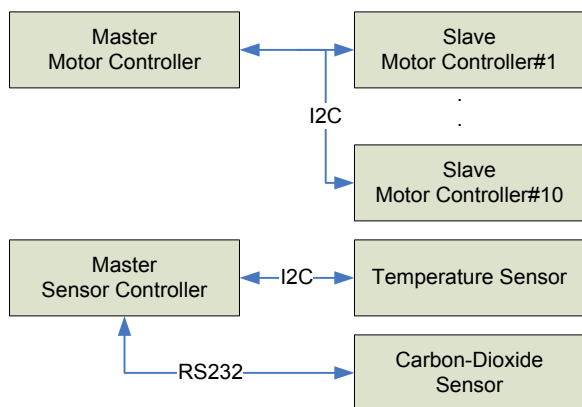 Master
Motor Controller
Slave
Motor Controller#1
.
.
I2C
Slave
Motor Controller#10
Master
Sensor Controller
I2C
Temperature Sensor
RS232
Carbon-Dioxide
Sensor